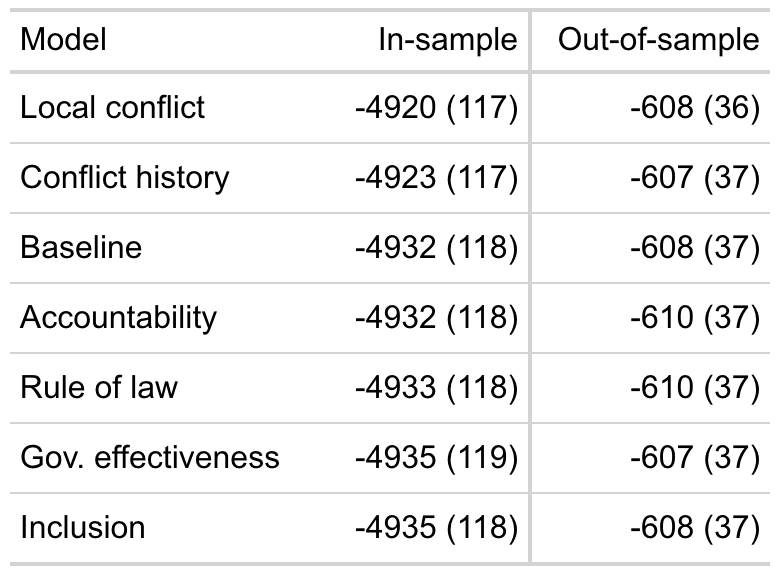 Model In-sample Out-of-sample
Local conflict -4920 (117) -608 (36)
Conflict history -4923 (117) -607 (37)
Baseline -4932 (118) -608 (37)
Accountability -4932 (118) -610 (37)
Rule of law -4933 (118) -610 (37)
Gov. effectiveness -4935 (119) -607 (37)
Inclusion -4935 (118) -608 (37)